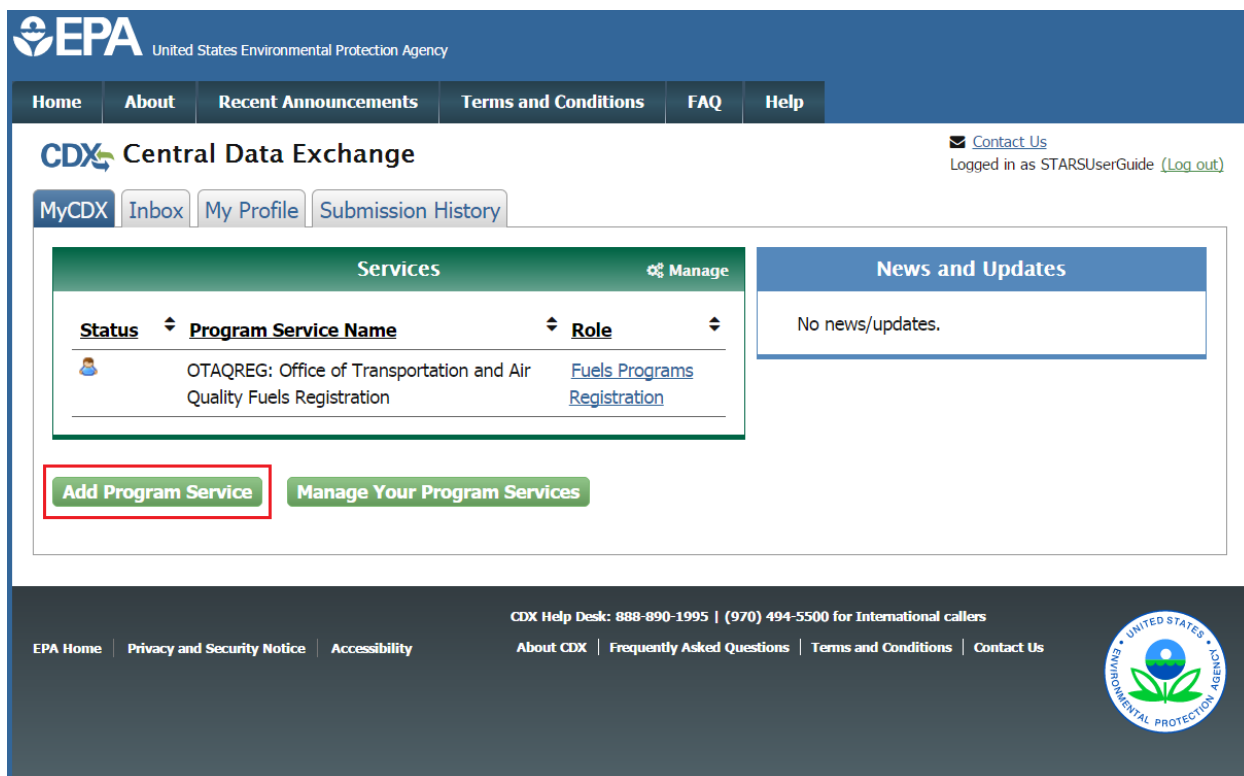 EPA United States Environmental Protection Agency
Home About Recent Announcements Terms and Conditions FAQ Help
CDX Central Data Exchange
Contact Us
Logged in as STARSUserGuide (Log out)
MyCDX Inbox My Profile Submission History
Services Manage
Status Program Service Name Role
OTAQREG: Office of Transportation and Air
Quality Fuels Registration
Fuels Programs
Registration
News and Updates
No news/updates.
Add Program Service Manage Your Program Services
CDX Help Desk: 888-890-1995 | (970) 494-5500 for International callers
EPA Home Privacy and Security Notice Accessibility
About CDX | Frequently Asked Questions | Terms and Conditions | Contact Us
UNITED STATES
ENVIRONMENTAL PROTECTION AGENCY